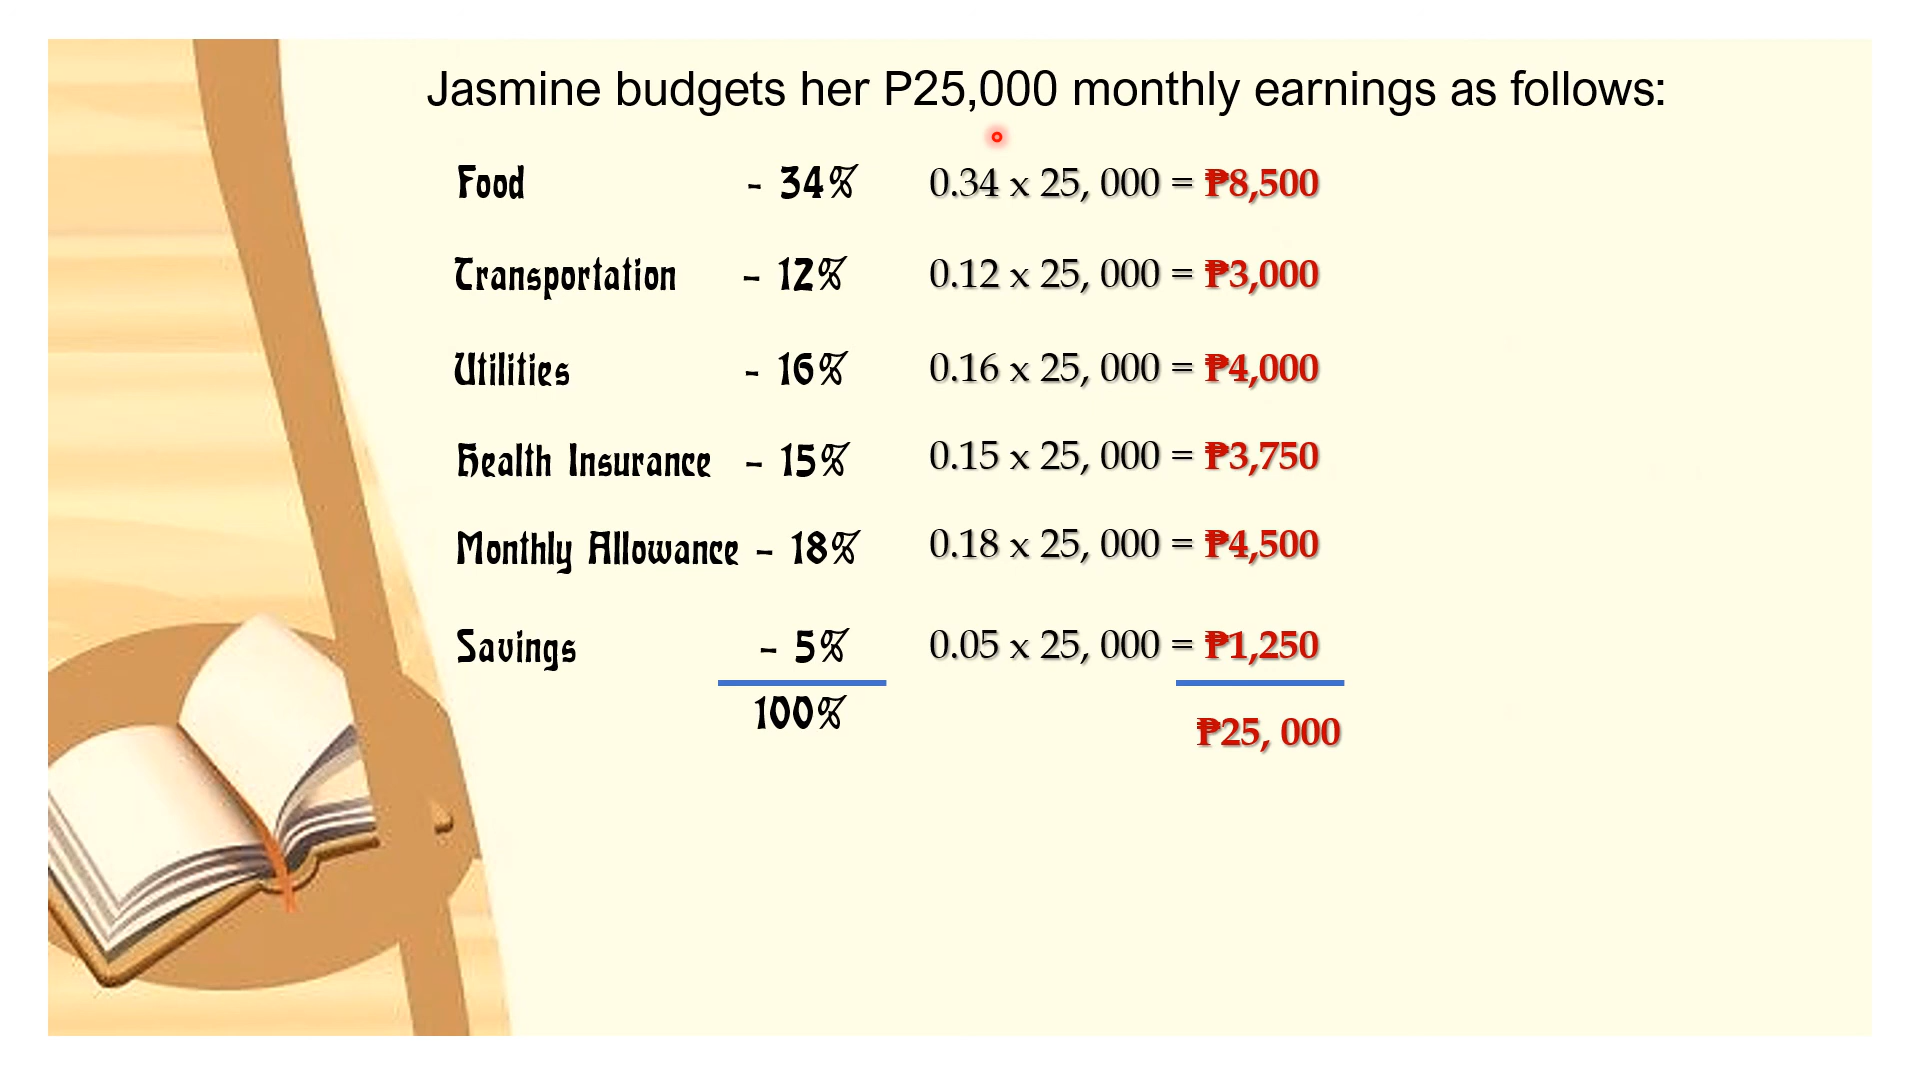 Jasmine budgets her P25,000 monthly earnings as follows:
Food - 34% 0.34 x 25, 000 = ₱8,500
Transportation - 12% 0.12 x 25, 000 = ₱3,000
Utilities - 16% 0.16 x 25, 000 = ₱4,000
Health Insurance - 15% 0.15 x 25, 000 = ₱3,750
Monthly Allowance - 18% 0.18 x 25, 000 = ₱4,500
Savings - 5% 0.05 x 25, 000 = ₱1,250
100% ₱25, 000